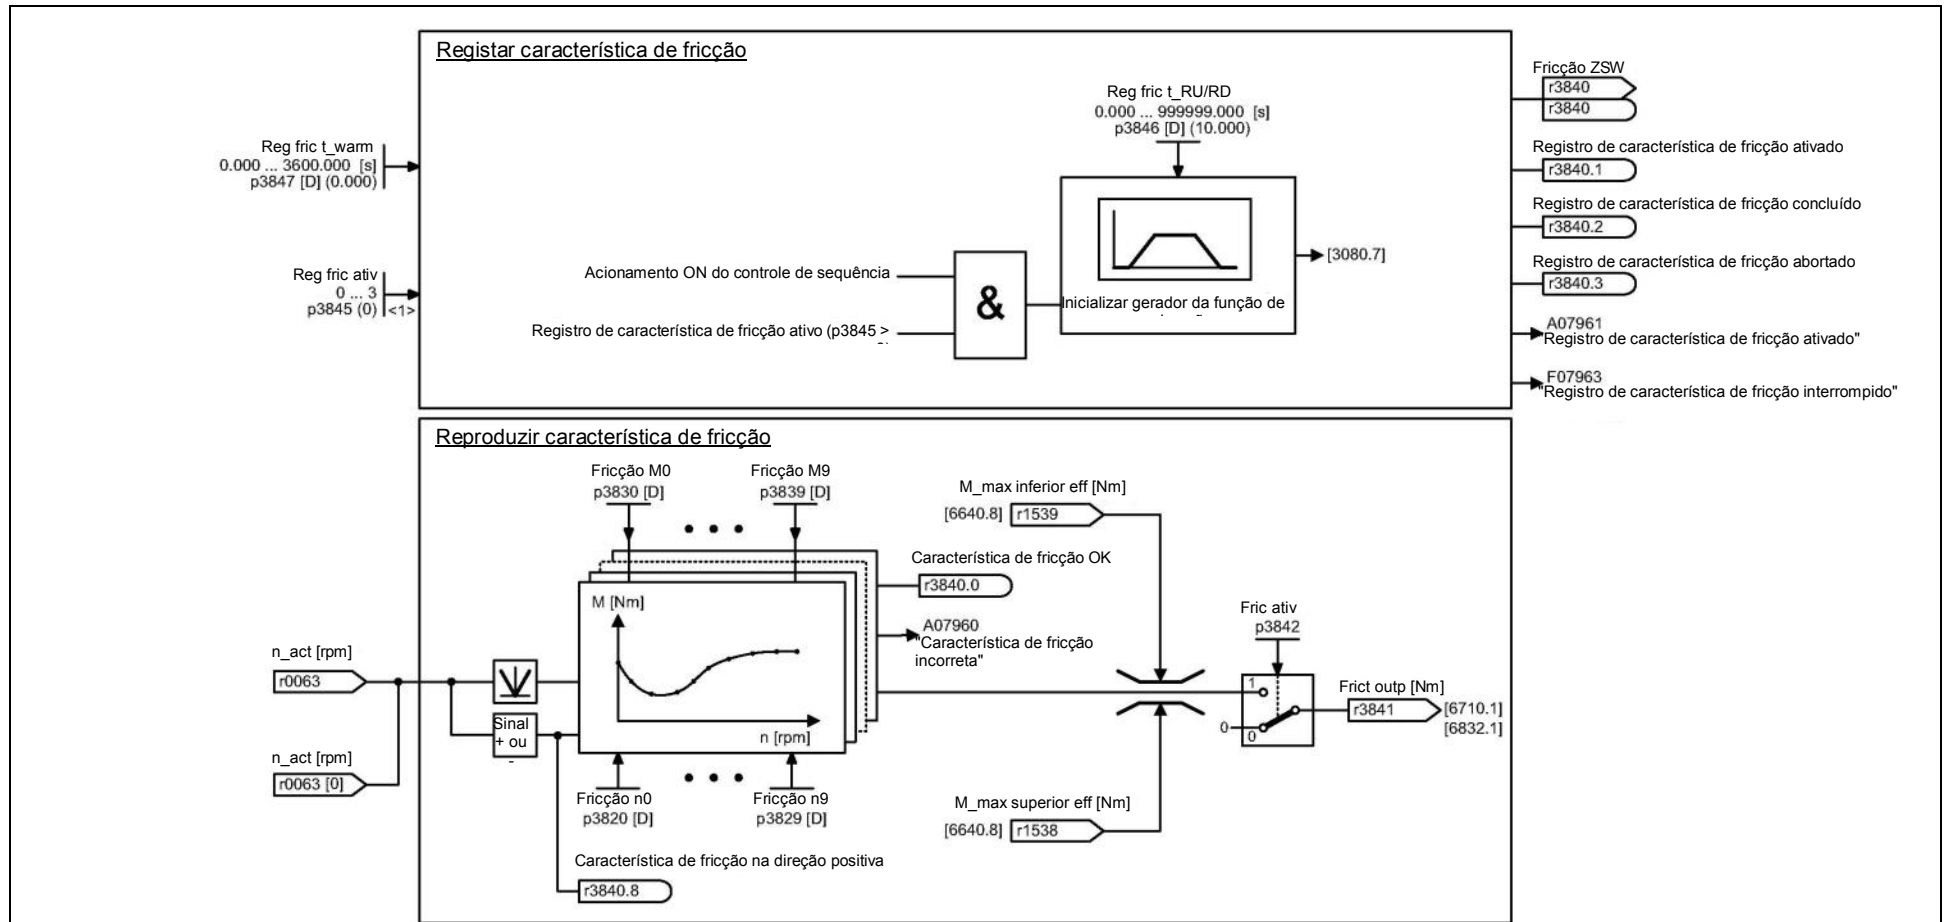 Registar característica de fricção
Reg fric t_warm
0.000 ... 3600.000 [s]
p3847 [D] (0.000)
Reg fric ativ
0 ... 3
p3845 (0) <1>
Reg fric t_RU/RD
0.000 ... 999999.000 [s]
p3846 [D] (10.000)
Acionamento ON do controle de sequência
Registro de característica de fricção ativo (p3845 >
&
Inicializar gerador da função de
[3080.7]
Fricção ZSW
r3840
r3840
Registro de característica de fricção ativado
r3840.1
Registro de característica de fricção concluído
r3840.2
Registro de característica de fricção abortado
r3840.3
A07961
"Registro de característica de fricção ativado"
F07963
"Registro de característica de fricção interrompido"
Reproduzir característica de fricção
Fricção M0
p3830 [D]
Fricção M9
p3839 [D]
M [Nm]
n [rpm]
n_act [rpm]
r0063
n_act [rpm]
r0063 [0]
Sinal
+ ou
-
Fricção n0
p3820 [D]
Fricção n9
p3829 [D]
Característica de fricção na direção positiva
r3840.8
M_max inferior eff [Nm]
[6640.8] r1539
Característica de fricção OK
r3840.0
A07960
"Característica de fricção
incorreta"
M_max superior eff [Nm]
[6640.8] r1538
Fric ativ
p3842
1
0
0
Frict outp [Nm]
r3841 [6710.1]
[6832.1]